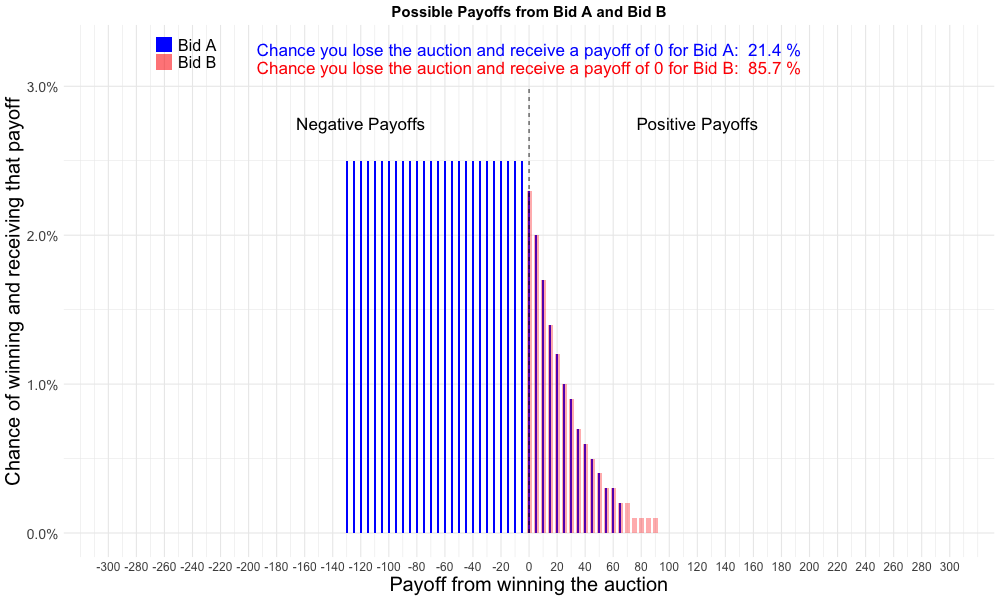 Possible Payoffs from Bid A and Bid B
Bid A
Bid B
Chance you lose the auction and receive a payoff of 0 for Bid A: 21.4 %
Chance you lose the auction and receive a payoff of 0 for Bid B: 85.7 %
Negative Payoffs
Positive Payoffs
Chance of winning and receiving that payoff
3.0%
2.0%
1.0%
0.0%
-300 -280 -260 -240 -220 -200 -180 -160 -140 -120 -100 -80 -60 -40 -20 0 20 40 60 80 100 120 140 160 180 200 220 240 260 280 300
Payoff from winning the auction